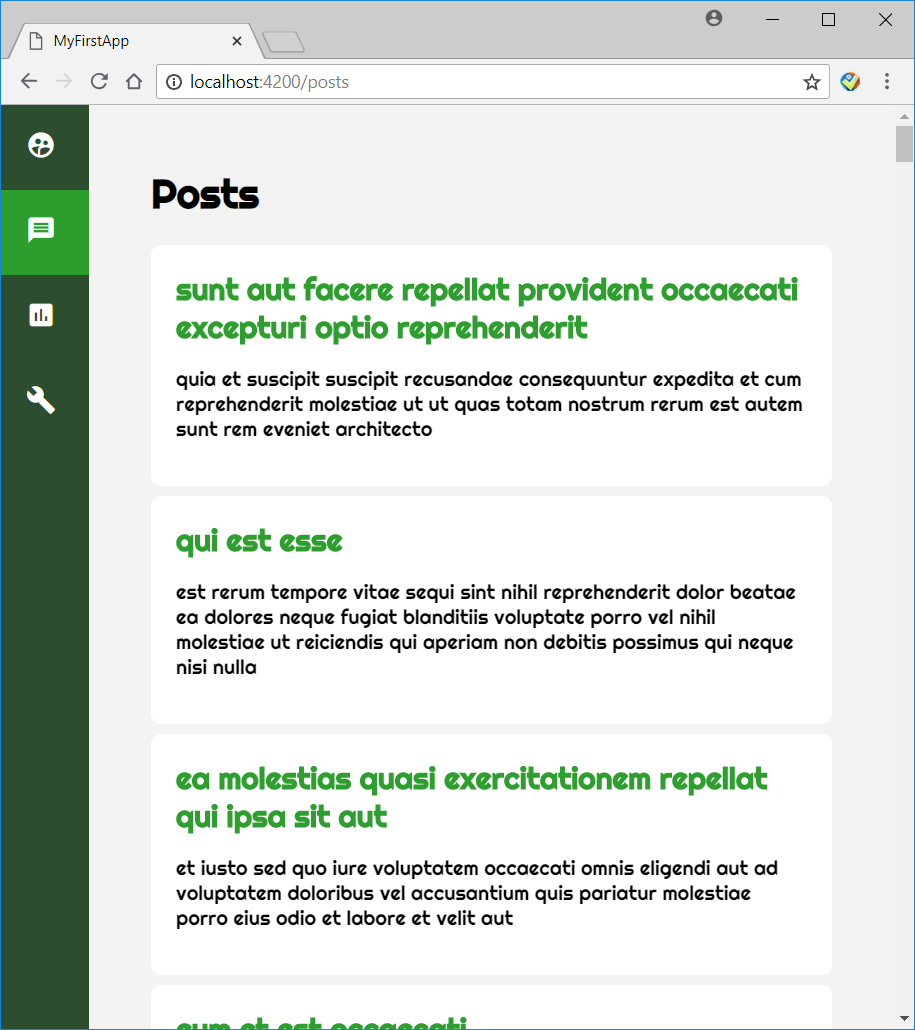 MyFirstApp
localhost:4200/posts
Posts
sunt aut facere repellat provident occaecati
excepturi optio reprehenderit
quia et suscipit suscipit recusandae consequuntur expedita et cum
reprehenderit molestiae ut ut quas totam nostrum rerum est autem
sunt rem eveniet architecto
qui est esse
est rerum tempore vitae sequi sint nihil reprehenderit dolor beatae
ea dolores neque fugiat blanditiis voluptate porro vel nihil
molestiae ut reiciendis qui aperiam non debitis possimus qui neque
nisi nulla
ea molestias quasi exercitationem repellat
qui ipsa sit aut
et iusto sed quo iure voluptatem occaecati omnis eligendi aut ad
voluptatem doloribus vel accusantium quis pariatur molestiae
porro eius odio et labore et velit aut
eum et est occaecati